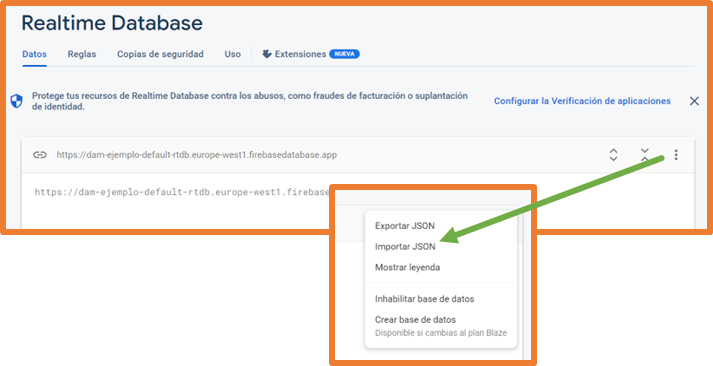 Realtime Database
Datos Reglas Copias de seguridad Uso Extensiones NUEVA
Protege tus recursos de Realtime Database contra los abusos, como fraudes de facturación o suplantación
de identidad.
Configurar la Verificación de aplicaciones
https://dam-ejemplo-default-rtdb.europe-west1.firebasedatabase.app
https://dam-ejemplo-default-rtdb.europe-west1.firebase
Exportar JSON
Importar JSON
Mostrar leyenda
Inhabilitar base de datos
Crear base de datos
Disponible si cambias al plan Blaze